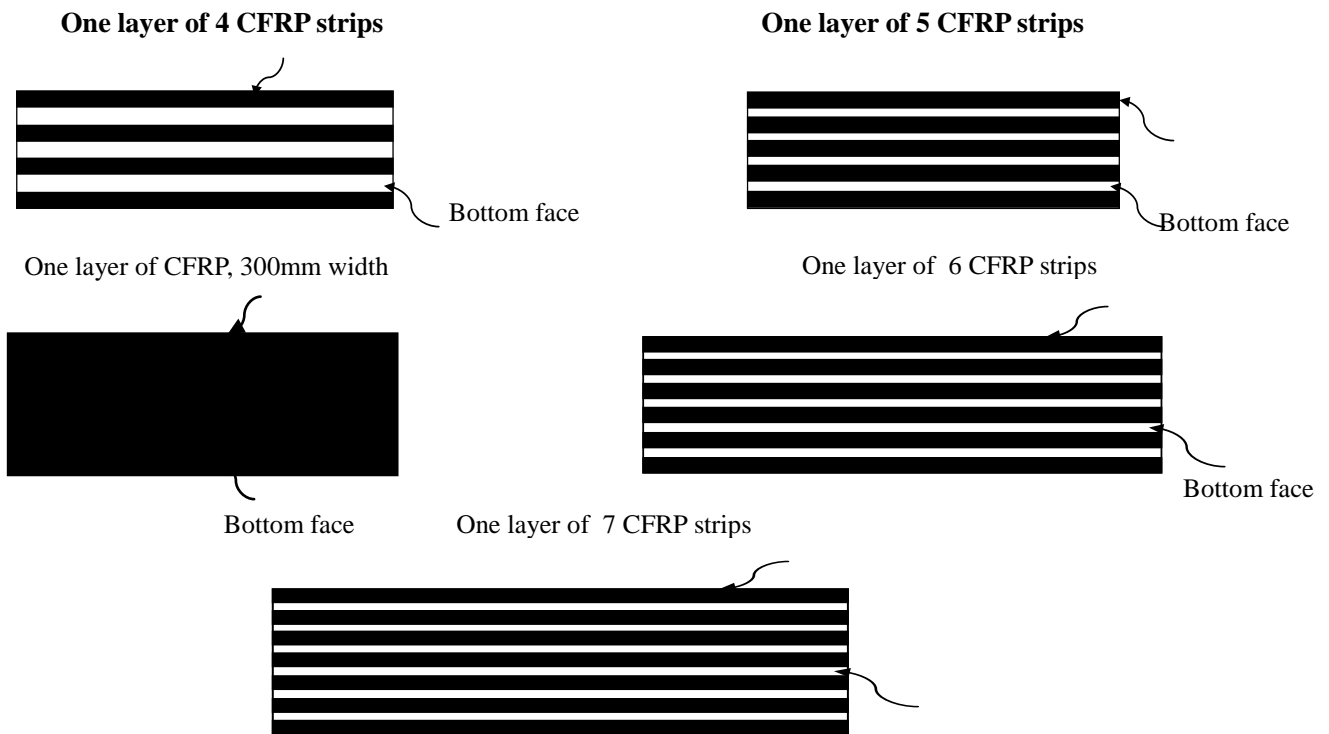 One layer of 4 CFRP strips
One layer of 5 CFRP strips
Bottom face
Bottom face
One layer of CFRP, 300mm width
One layer of 6 CFRP strips
Bottom face
Bottom face
One layer of 7 CFRP strips